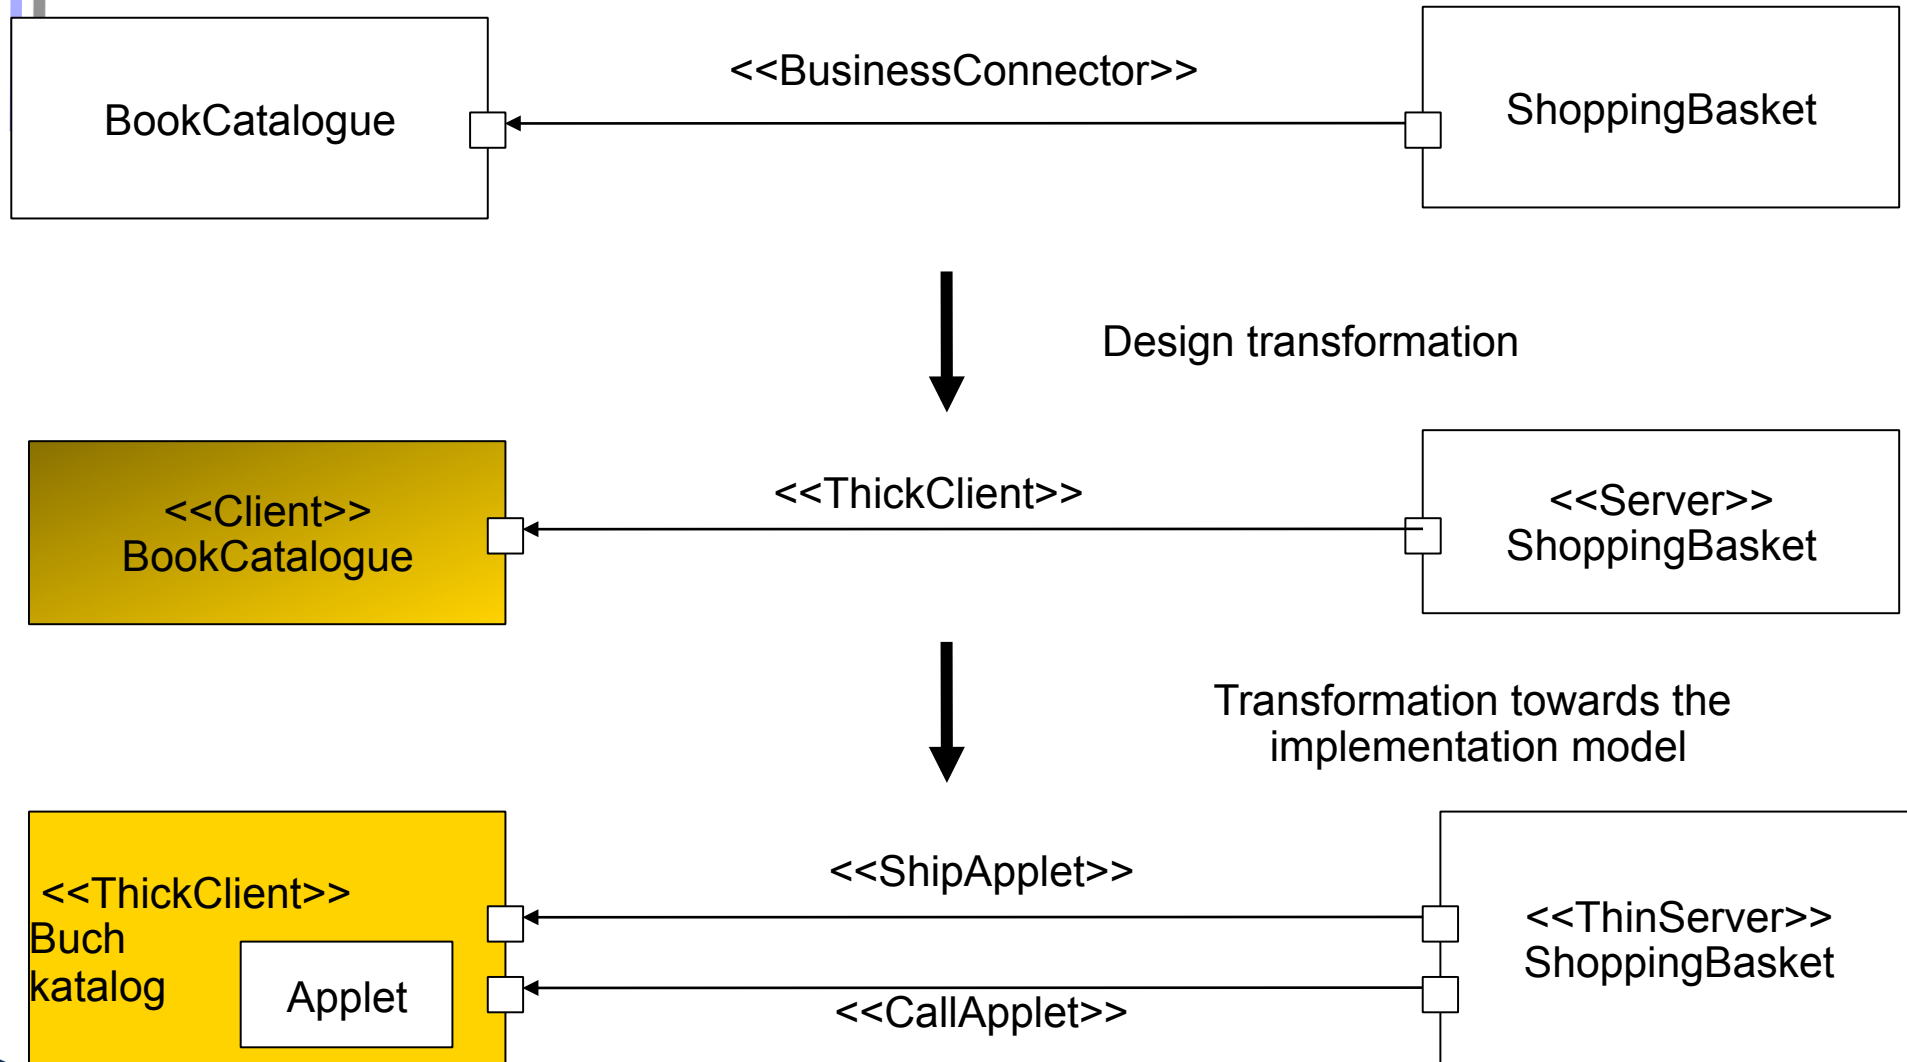 <<BusinessConnector>>
BookCatalogue
ShoppingBasket
Design transformation
<<Client>>
BookCatalogue
<<ThickClient>>
<<Server>>
ShoppingBasket
Transformation towards the
implementation model
<<ThickClient>>
Buch
katalog
Applet
<<ShipApplet>>
<<CallApplet>>
<<ThinServer>>
ShoppingBasket